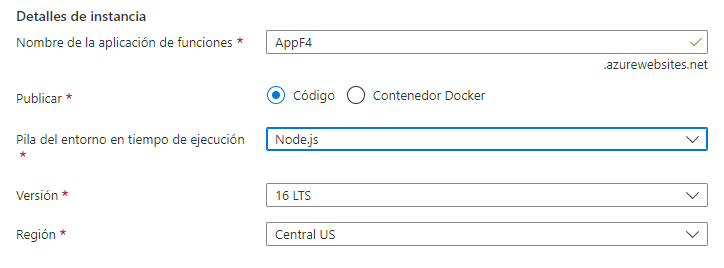 Detalles de instancia
Nombre de la aplicación de funciones * AppF4
.azurewebsites.net
Publicar * Código Contenedor Docker
Pila del entorno en tiempo de ejecución Node.js
*
Versión * 16 LTS
Región * Central US